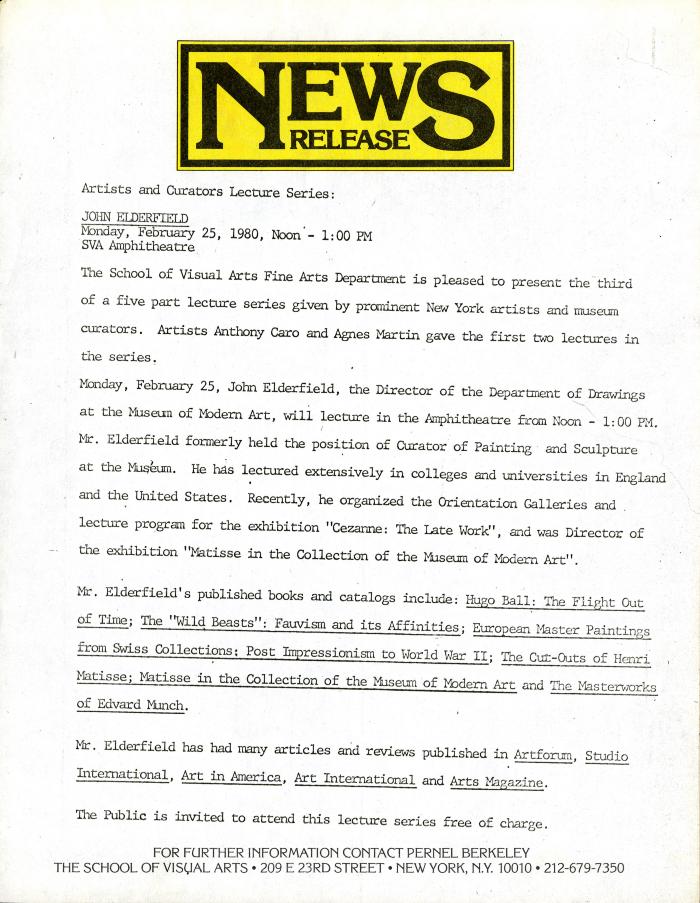 NEWS
RELEASE
Artists and Curators Lecture Series:
JOHN ELDERFIELD
Monday, February 25, 1980, Noon - 1:00 PM
SVA Amphitheatre
The School of Visual Arts Fine Arts Department is pleased to present the third
of a five part lecture series given by prominent New York artists and museum
curators. Artists Anthony Caro and Agnes Martin gave the first two lectures in
the series.
Monday, February 25, John Elderfield, the Director of the Department of Drawings
at the Museum of Modern Art, will lecture in the Amphitheatre from Noon - 1:00 PM.
Mr. Elderfield formerly held the position of Curator of Painting and Sculpture
at the Museum. He has lectured extensively in colleges and universities in England
and the United States. Recently, he organized the Orientation Galleries and
lecture program for the exhibition "Cezanne: The Late Work", and was Director of
the exhibition "Matisse in the Collection of the Museum of Modern Art".
Mr. Elderfield's published books and catalogs include: Hugo Ball: The Flight Out
of Time; The "Wild Beasts": Fauvism and its Affinities; European Master Paintings
from Swiss Collections: Post Impressionism to World War II; The Cut-Outs of Henri
Matisse; Matisse in the Collection of the Museum of Modern Art and The Masterworks
of Edvard Munch.
Mr. Elderfield has had many articles and reviews published in Artforum, Studio
International, Art in America, Art International and Arts Magazine.
The Public is invited to attend this lecture series free of charge.
FOR FURTHER INFORMATION CONTACT PERNEL BERKELEY
THE SCHOOL OF VISUAL ARTS • 209 E 23RD STREET • NEW YORK, N.Y. 10010 • 212-679-7350